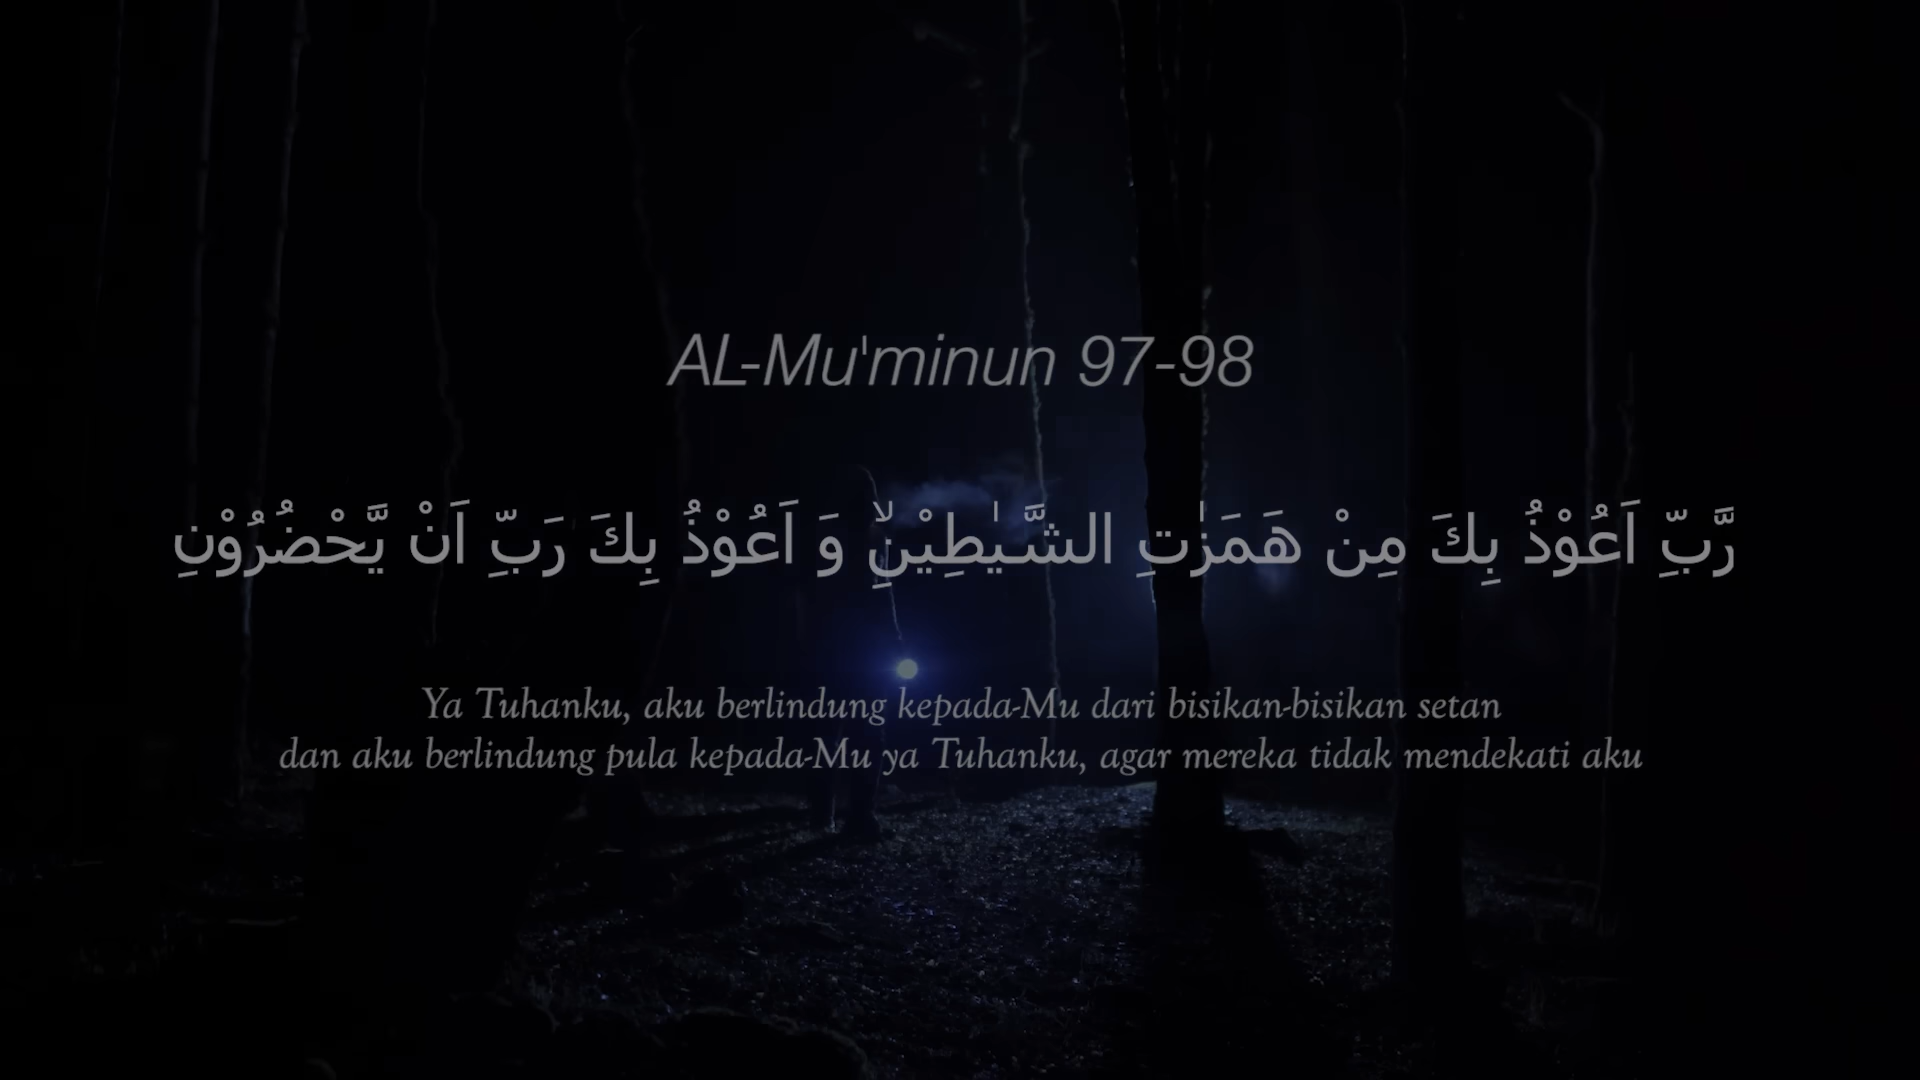 AL-Mu'minun 97-98
رَّبِّ اَعُوْذُ بِكَ مِنْ هَمَزٰتِ الشَّيٰطِيْنِۙ وَ اَعُوْذُ بِكَ رَبِّ اَنْ يَّحْضُرُوْنِ
Ya Tuhanku, aku berlindung kepada-Mu dari bisikan-bisikan setan
dan aku berlindung pula kepada-Mu ya Tuhanku, agar mereka tidak mendekati aku